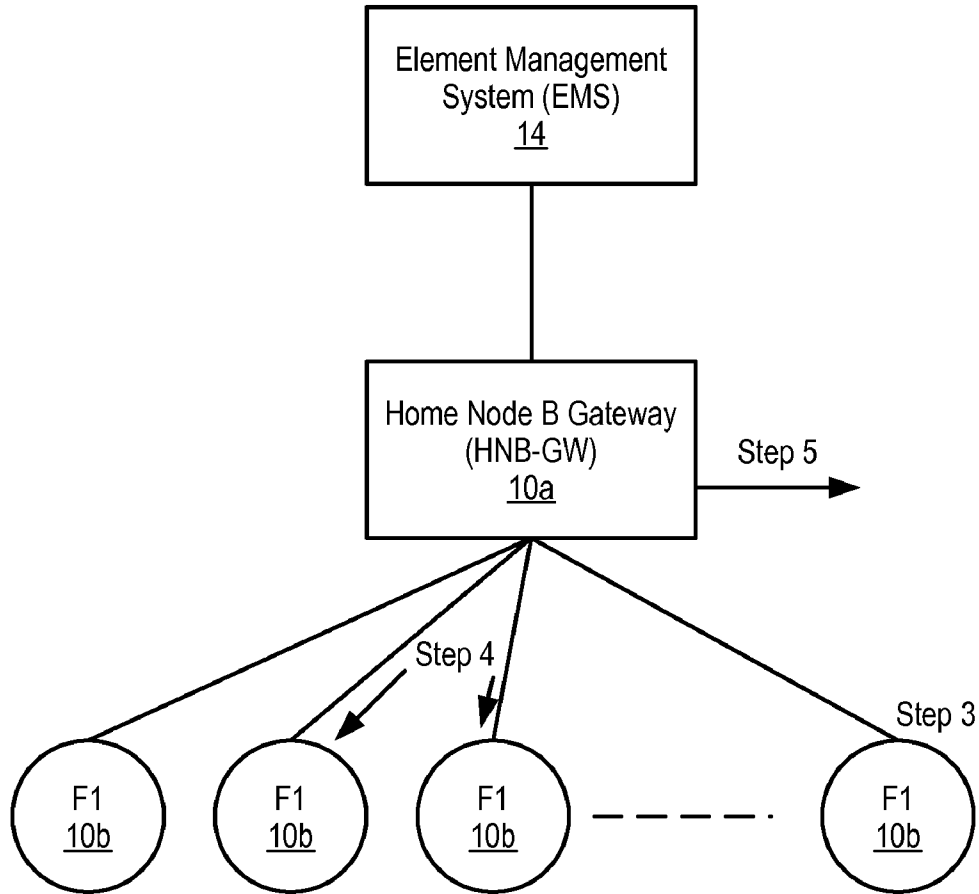 Element Management
System (EMS)
14
Home Node B Gateway
(HNB-GW)
10a
Step 5
Step 4
Step 3
F1
10b
F1
10b
F1
10b
F1
10b